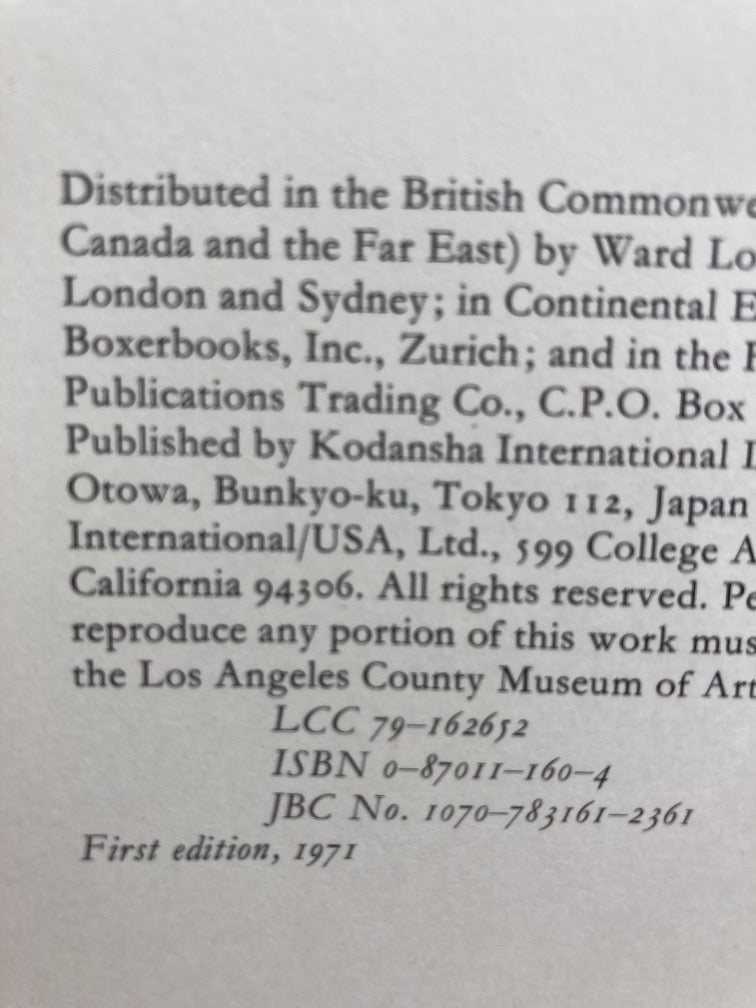 Distributed in the British Commonwe
Canada and the Far East) by Ward Lo
London and Sydney; in Continental E
Boxerbooks, Inc., Zurich; and in the
Publications Trading Co., C.P.O. Box
Published by Kodansha International
Otowa, Bunkyo-ku, Tokyo 112, Japan
International/USA, Ltd., 599 College A
California 94306. All rights reserved. Pe
reproduce any portion of this work mus
the Los Angeles County Museum of Art
LCC 79–162652
ISBN 0–87011–160–4
JBC No. 1070–783161–2361
First edition, 1971